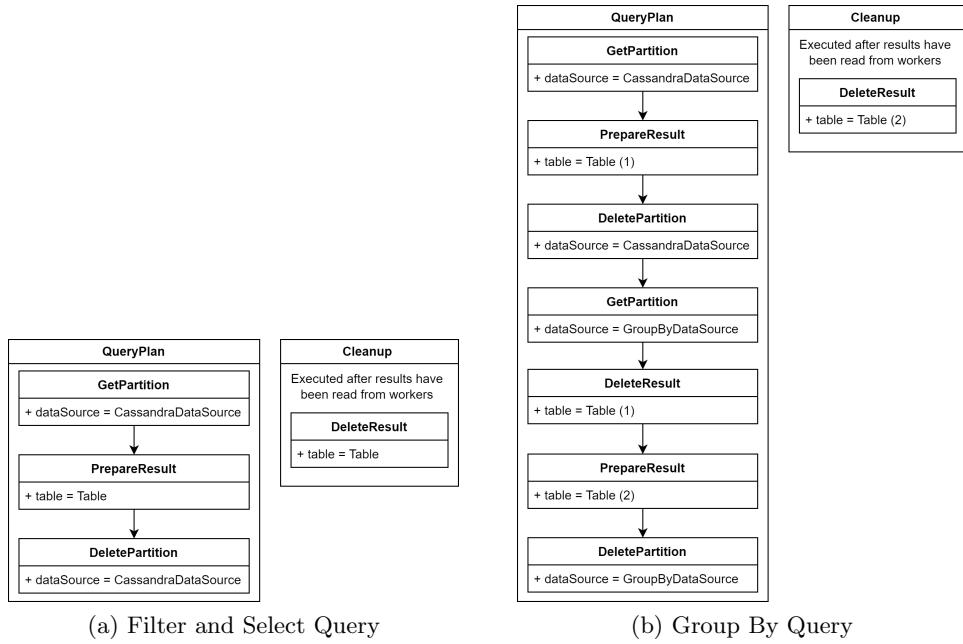 QueryPlan
GetPartition
+ dataSource = CassandraDataSource
PrepareResult
+ table = Table
DeletePartition
+ dataSource = CassandraDataSource
Cleanup
Executed after results have
been read from workers
DeleteResult
+ table = Table
(a) Filter and Select Query
QueryPlan
GetPartition
+ dataSource = CassandraDataSource
PrepareResult
+ table = Table (1)
DeletePartition
+ dataSource = CassandraDataSource
GetPartition
+ dataSource = GroupByDataSource
DeleteResult
+ table = Table (1)
PrepareResult
+ table = Table (2)
DeletePartition
+ dataSource = GroupByDataSource
Cleanup
Executed after results have
been read from workers
DeleteResult
+ table = Table (2)
(b) Group By Query